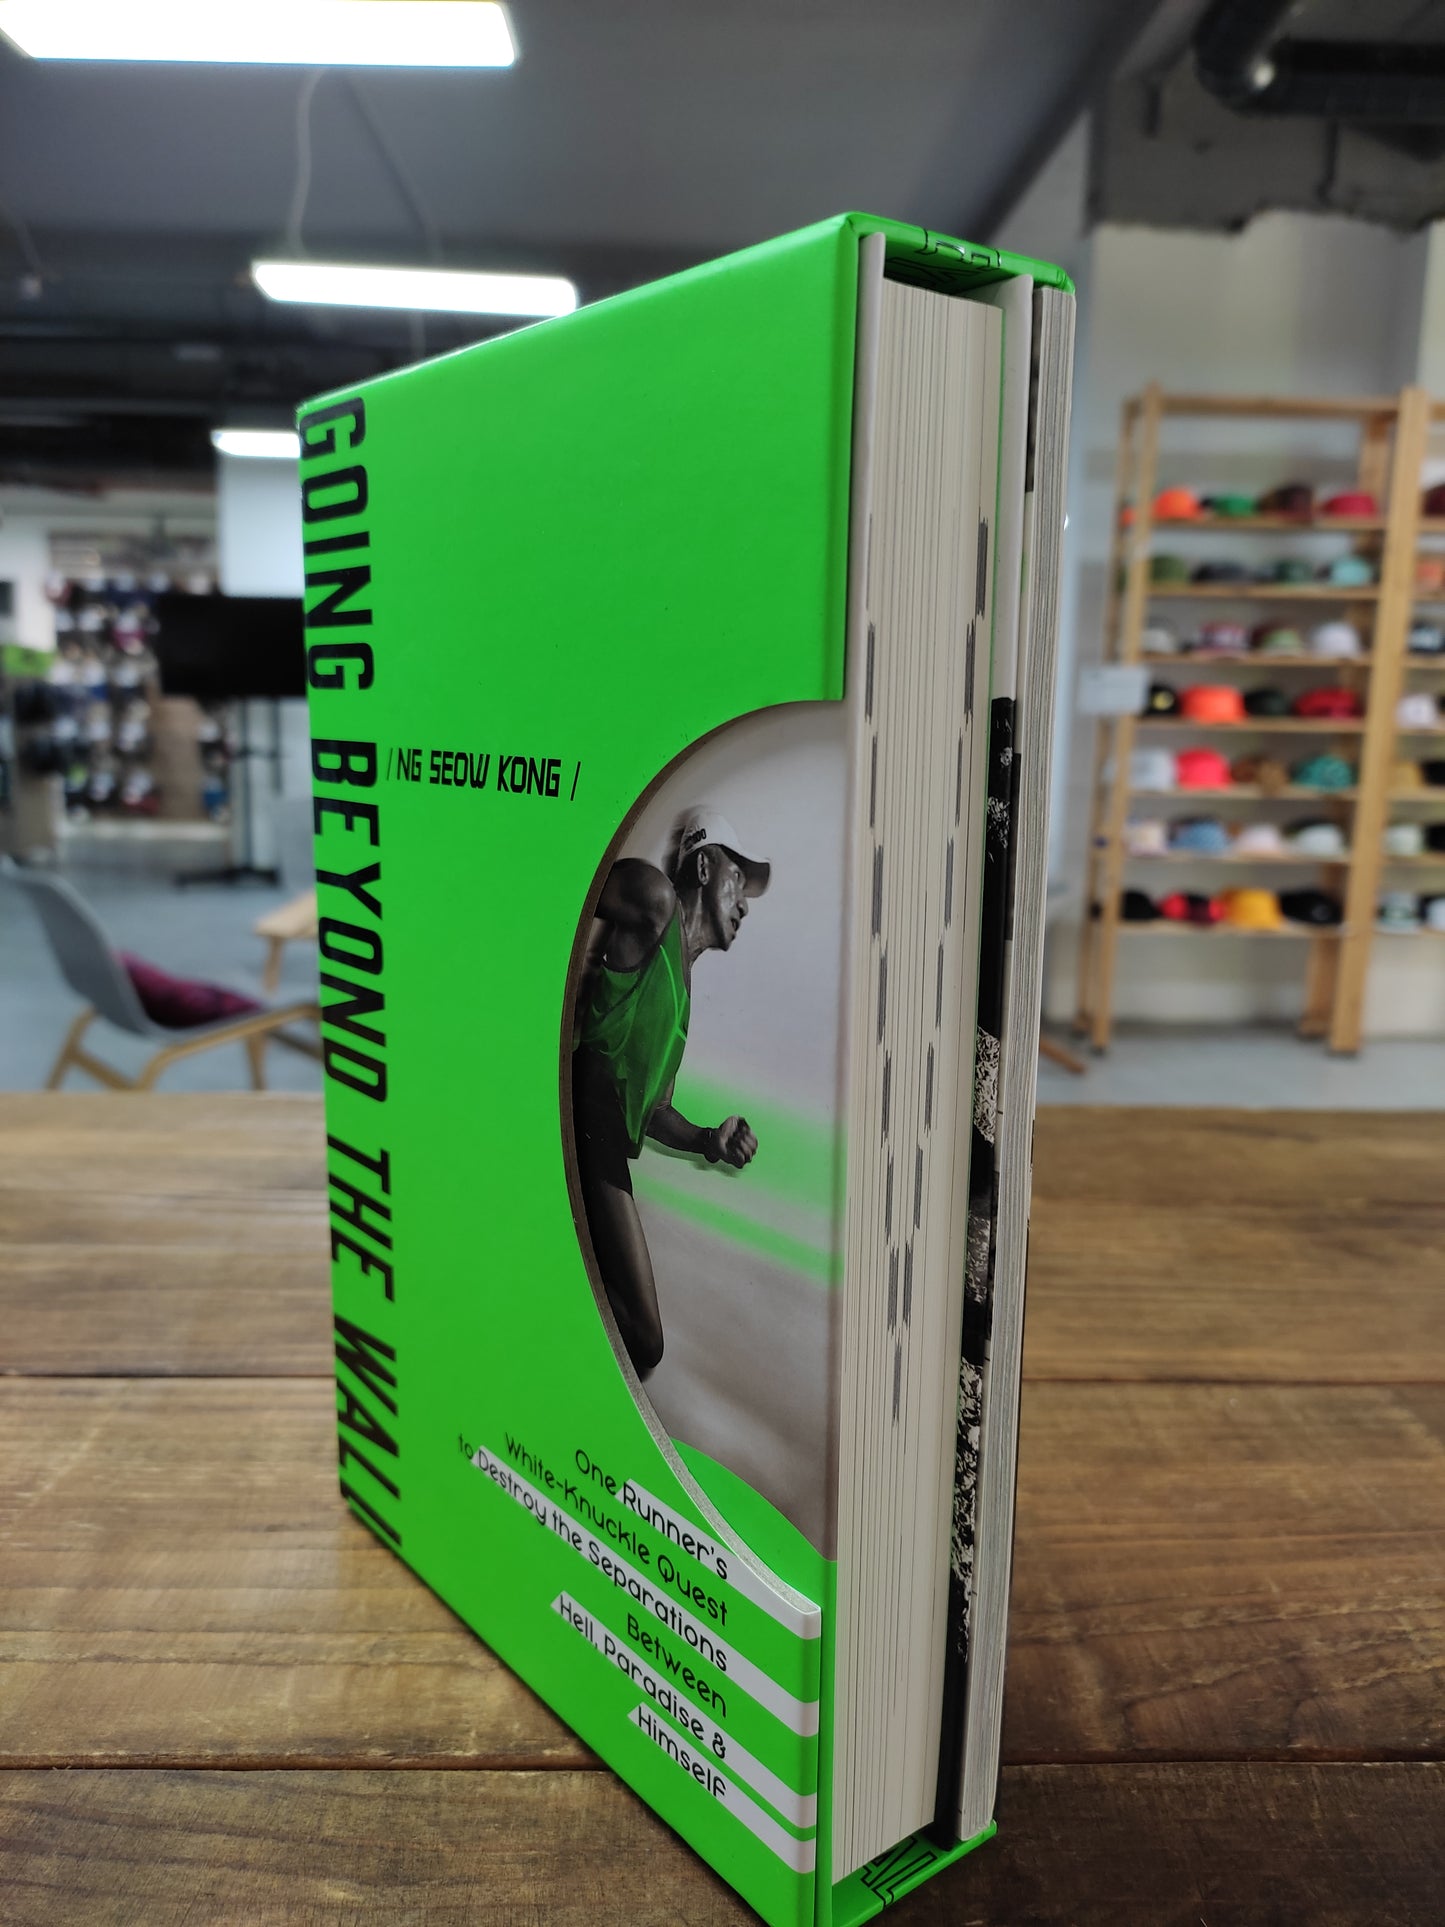 GOING BEYOND THE WALL
/ NG SEOW KONG /
One Runner's
White-Knuckle Quest
to Destroy the Separations
Between
Hell, Paradise &
Himself